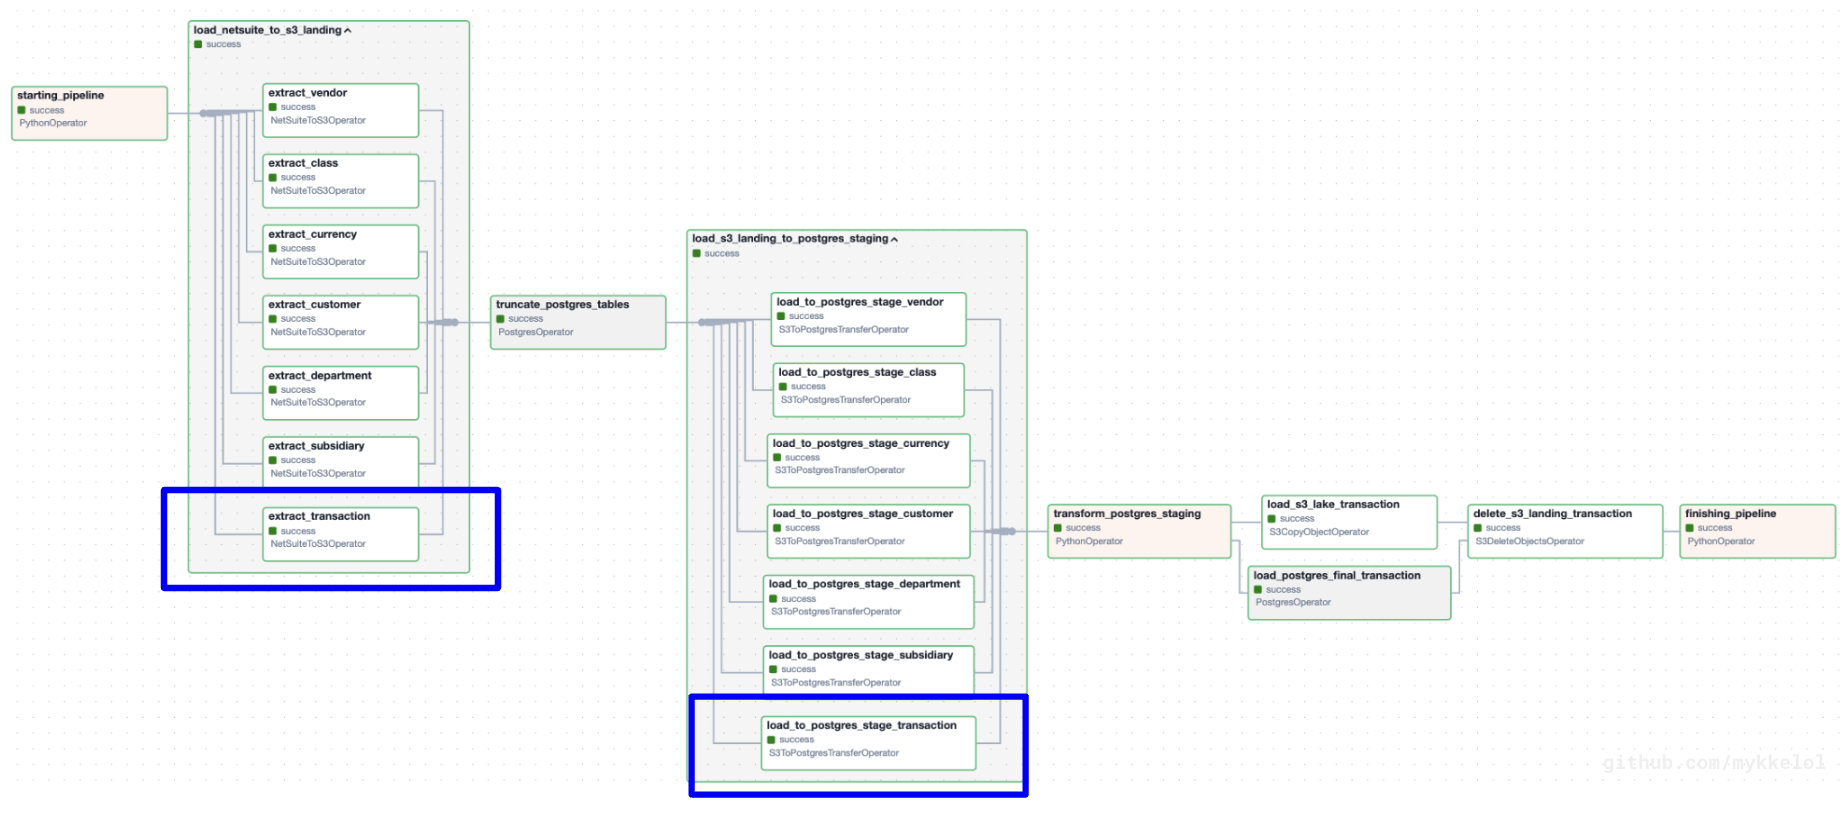 load_netsuite_to_s3_landing
success
starting_pipeline
success
PythonOperator
extract_vendor
success
NetSuiteToS3Operator
extract_class
success
NetSuiteToS3Operator
extract_currency
success
NetSuiteToS3Operator
extract_customer
success
NetSuiteToS3Operator
extract_department
success
NetSuiteToS3Operator
extract_subsidiary
success
NetSuiteToS3Operator
extract_transaction
success
NetSuiteToS3Operator
truncate_postgres_tables
success
PostgresOperator
load_s3_landing_to_postgres_staging
success
load_to_postgres_stage_vendor
success
S3ToPostgresTransferOperator
load_to_postgres_stage_class
success
S3ToPostgresTransferOperator
load_to_postgres_stage_currency
success
S3ToPostgresTransferOperator
load_to_postgres_stage_customer
success
S3ToPostgresTransferOperator
load_to_postgres_stage_department
success
S3ToPostgresTransferOperator
load_to_postgres_stage_subsidiary
success
S3ToPostgresTransferOperator
load_to_postgres_stage_transaction
success
S3ToPostgresTransferOperator
transform_postgres_staging
success
PythonOperator
load_s3_lake_transaction
success
S3CopyObjectOperator
load_postgres_final_transaction
success
PostgresOperator
delete_s3_landing_transaction
success
S3DeleteObjectsOperator
finishing_pipeline
success
PythonOperator
github.com/mykkelol